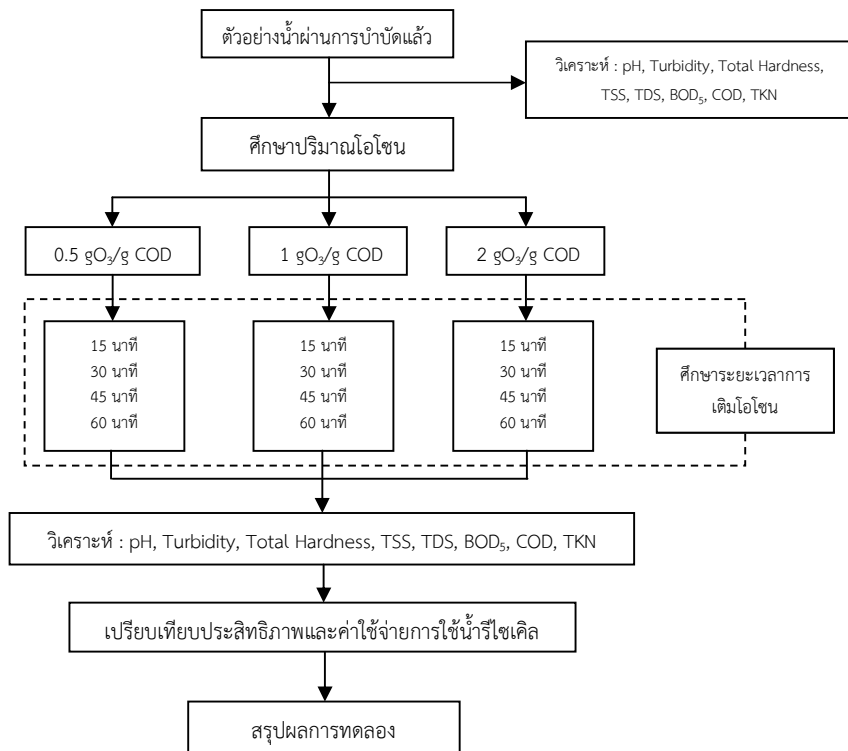 ตัวอย่างน้ำผ่านการบำบัดแล้ว
วิเคราะห์ : pH, Turbidity, Total Hardness,
TSS, TDS, BOD₅, COD, TKN
ศึกษาปริมาณโอโซน
0.5 gO₃/g COD
1 gO₃/g COD
2 gO₃/g COD
15 นาที
30 นาที
45 นาที
60 นาที
15 นาที
30 นาที
45 นาที
60 นาที
15 นาที
30 นาที
45 นาที
60 นาที
ศึกษาระยะเวลาการ
เติมโอโซน
วิเคราะห์ : pH, Turbidity, Total Hardness, TSS, TDS, BOD₅, COD, TKN
เปรียบเทียบประสิทธิภาพและค่าใช้จ่ายการใช้น้ำรีไซเคิล
สรุปผลการทดลอง